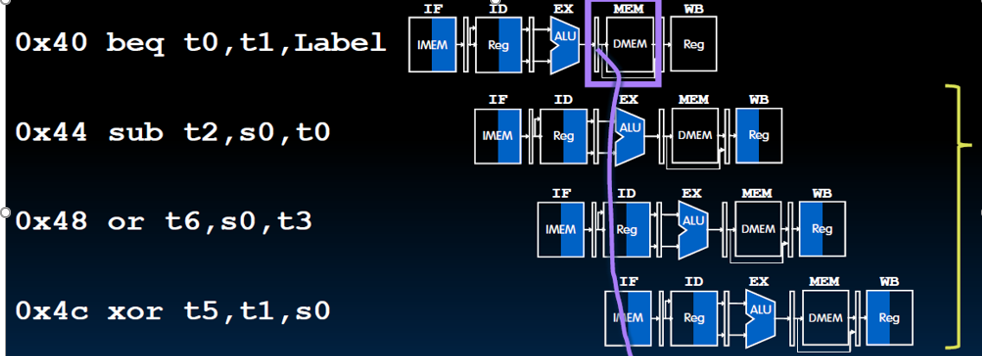 IF ID EX MEM WB
0x40 beq t0,t1,Label IMEM Reg ALU DMEM Reg
IF ID EX MEM WB
0x44 sub t2,s0,t0 IMEM Reg ALU DMEM Reg
IF ID EX MEM WB
0x48 or t6,s0,t3 IMEM Reg ALU DMEM Reg
IF ID EX MEM WB
0x4c xor t5,t1,s0 IMEM Reg ALU DMEM Reg